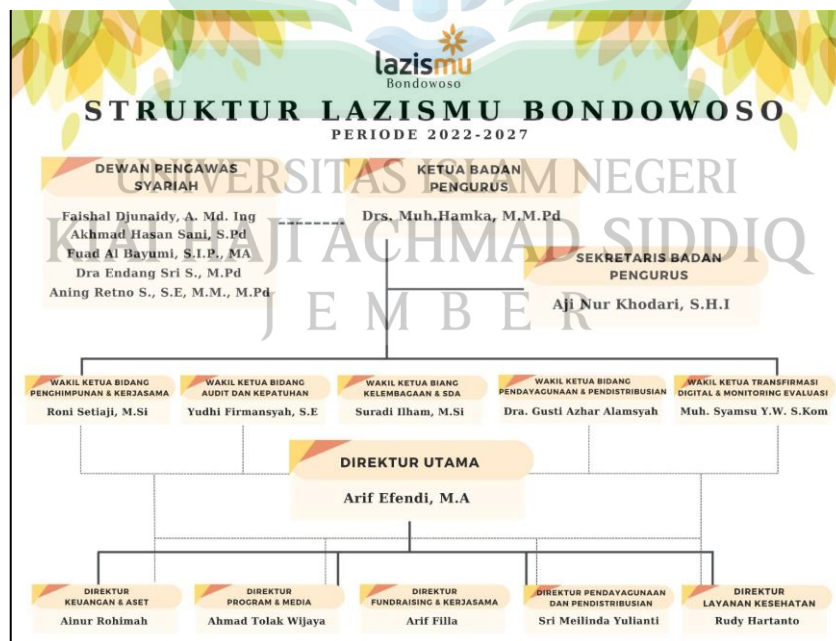 lazismu
Bondowoso
STRUKTUR LAZISMU BONDOWOSO
PERIODE 2022-2027
UNIVERSITAS ISLAM NEGERI
KIAI HAJI ACHMAD SIDDIQ
JEMBER
DEWAN PENGAWAS
SYARIAH
Faishal Djunaidy, A. Md. Ing
Akhmad Hasan Sani, S.Pd
Fuad Al Bayumi, S.I.P., MA
Dra Endang Sri S., M.Pd
Aning Retno S., S.E, M.M., M.Pd
KETUA BADAN
PENGURUS
Drs. Muh.Hamka, M.M.Pd
SEKRETARIS BADAN
PENGURUS
Aji Nur Khodari, S.H.I
WAKIL KETUA BIDANG
PENGHIMPUNAN & KERJASAMA
Roni Setiaji, M.Si
WAKIL KETUA BIDANG
AUDIT DAN KEPATUHAN
Yudhi Firmansyah, S.E
WAKIL KETUA BIANG
KELEMBAGAAN & SDA
Suradi Ilham, M.Si
WAKIL KETUA BIDANG
PENDAYAGUNAAN & PENDISTRIBUSIAN
Dra. Gusti Azhar Alamsyah
WAKIL KETUA TRANSFIRMASI
DIGITAL & MONITORING EVALUASI
Muh. Syamsu Y.W. S.Kom
DIREKTUR UTAMA
Arif Efendi, M.A
DIREKTUR
KEUANGAN & ASET
Ainur Rohimah
DIREKTUR
PROGRAM & MEDIA
Ahmad Tolak Wijaya
DIREKTUR
FUNDRAISING & KERJASAMA
Arif Filla
DIREKTUR PENDAYAGUNAAN
DAN PENDISTRIBUSIAN
Sri Meilinda Yulianti
DIREKTUR
LAYANAN KESEHATAN
Rudy Hartanto